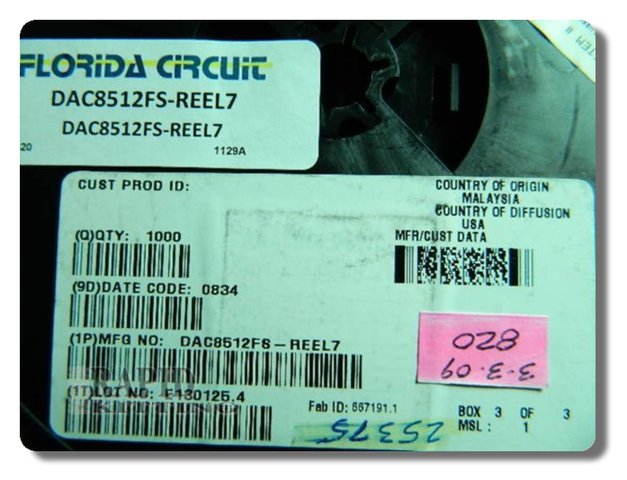 FLORIDA CIRCUIT
DAC8512FS-REEL7
DAC8512FS-REEL7
20 1129A
CUST PROD ID:
COUNTRY OF ORIGIN
MALAYSIA
COUNTRY OF DIFFUSION
USA
MFR/CUST DATA
(Q)QTY: 1000
(9D)DATE CODE: 0834
(1P)MFG NO: DAC8512FS-REEL7
(1T)LOT NO: E130125.4
RAPID
Fab ID: 667191.1
BOX 3 OF 3
MSL: 1
028
3-3-09
25375